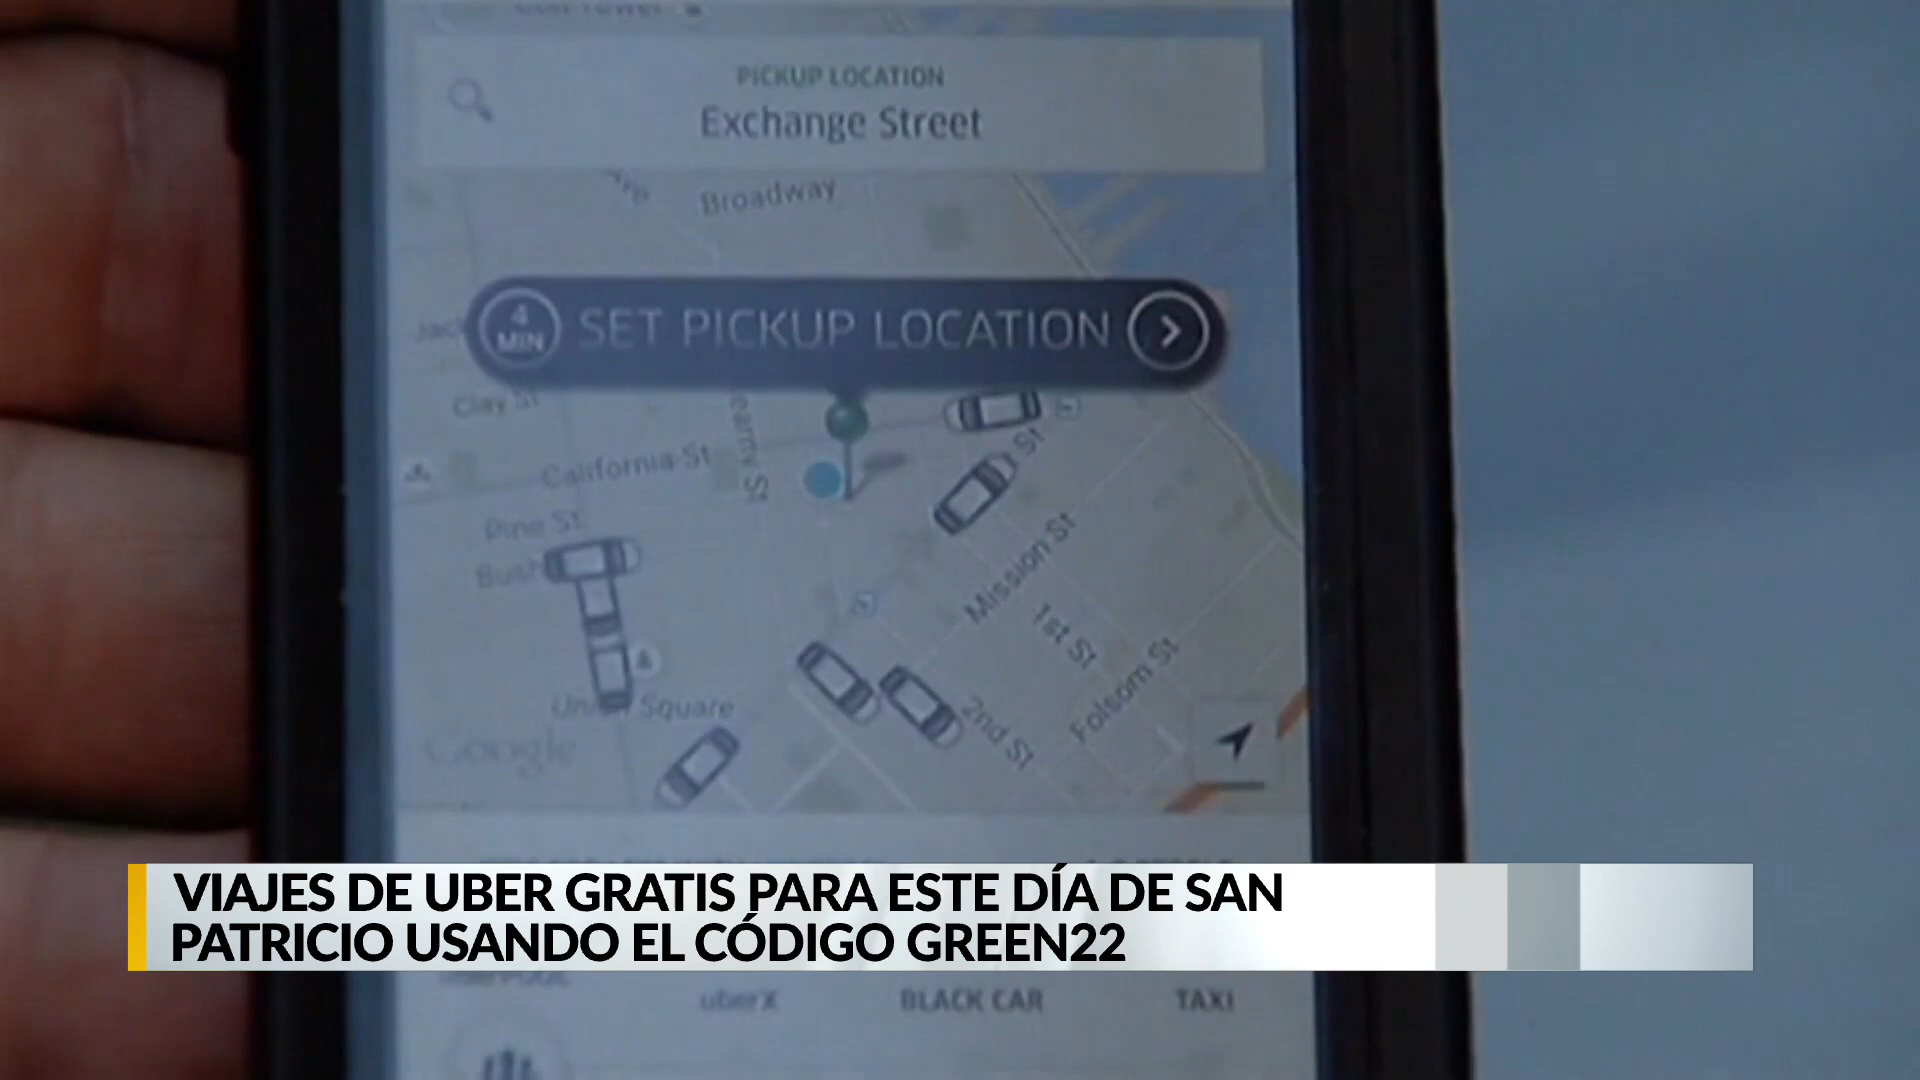 PICKUP LOCATION
Exchange Street
Broadway
4
MIN
SET PICKUP LOCATION
Clay St
California St
St
Pine St
Bush
Mission St
1st St
Folsom St
2nd St
Union Square
Google
VIAJES DE UBER GRATIS PARA ESTE DÍA DE SAN
PATRICIO USANDO EL CÓDIGO GREEN22
uberX
BLACK CAR
TAXI